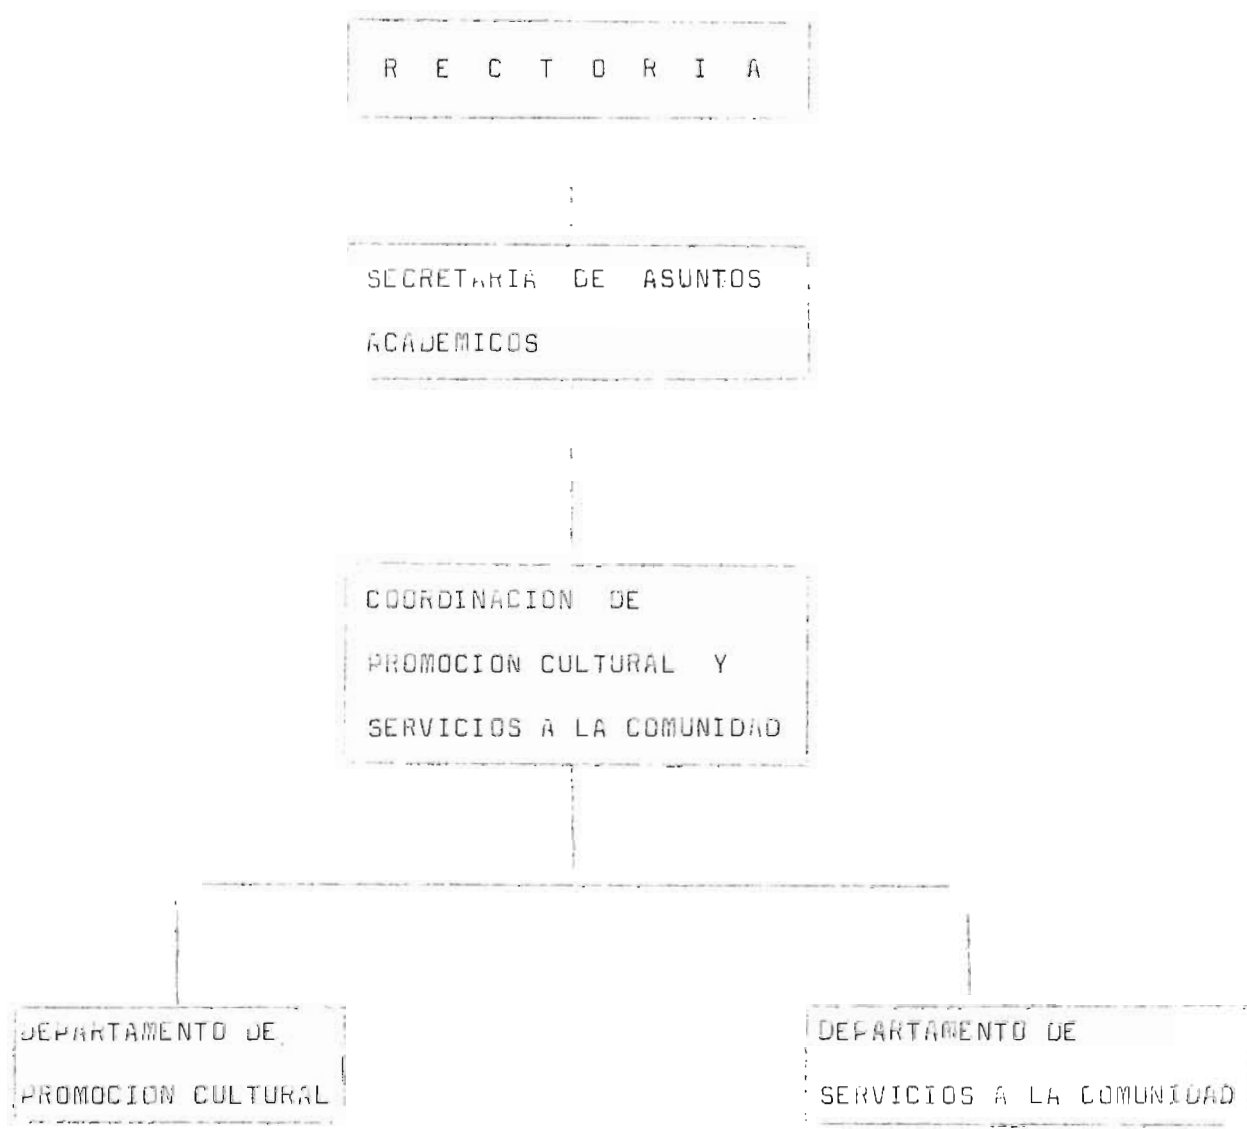 R E C T O R I A
SECRETARIA DE ASUNTOS
ACADEMICOS
COORDINACION DE
PROMOCION CULTURAL Y
SERVICIOS A LA COMUNIDAD
DEPARTAMENTO DE
PROMOCION CULTURAL
DEPARTAMENTO DE
SERVICIOS A LA COMUNIDAD